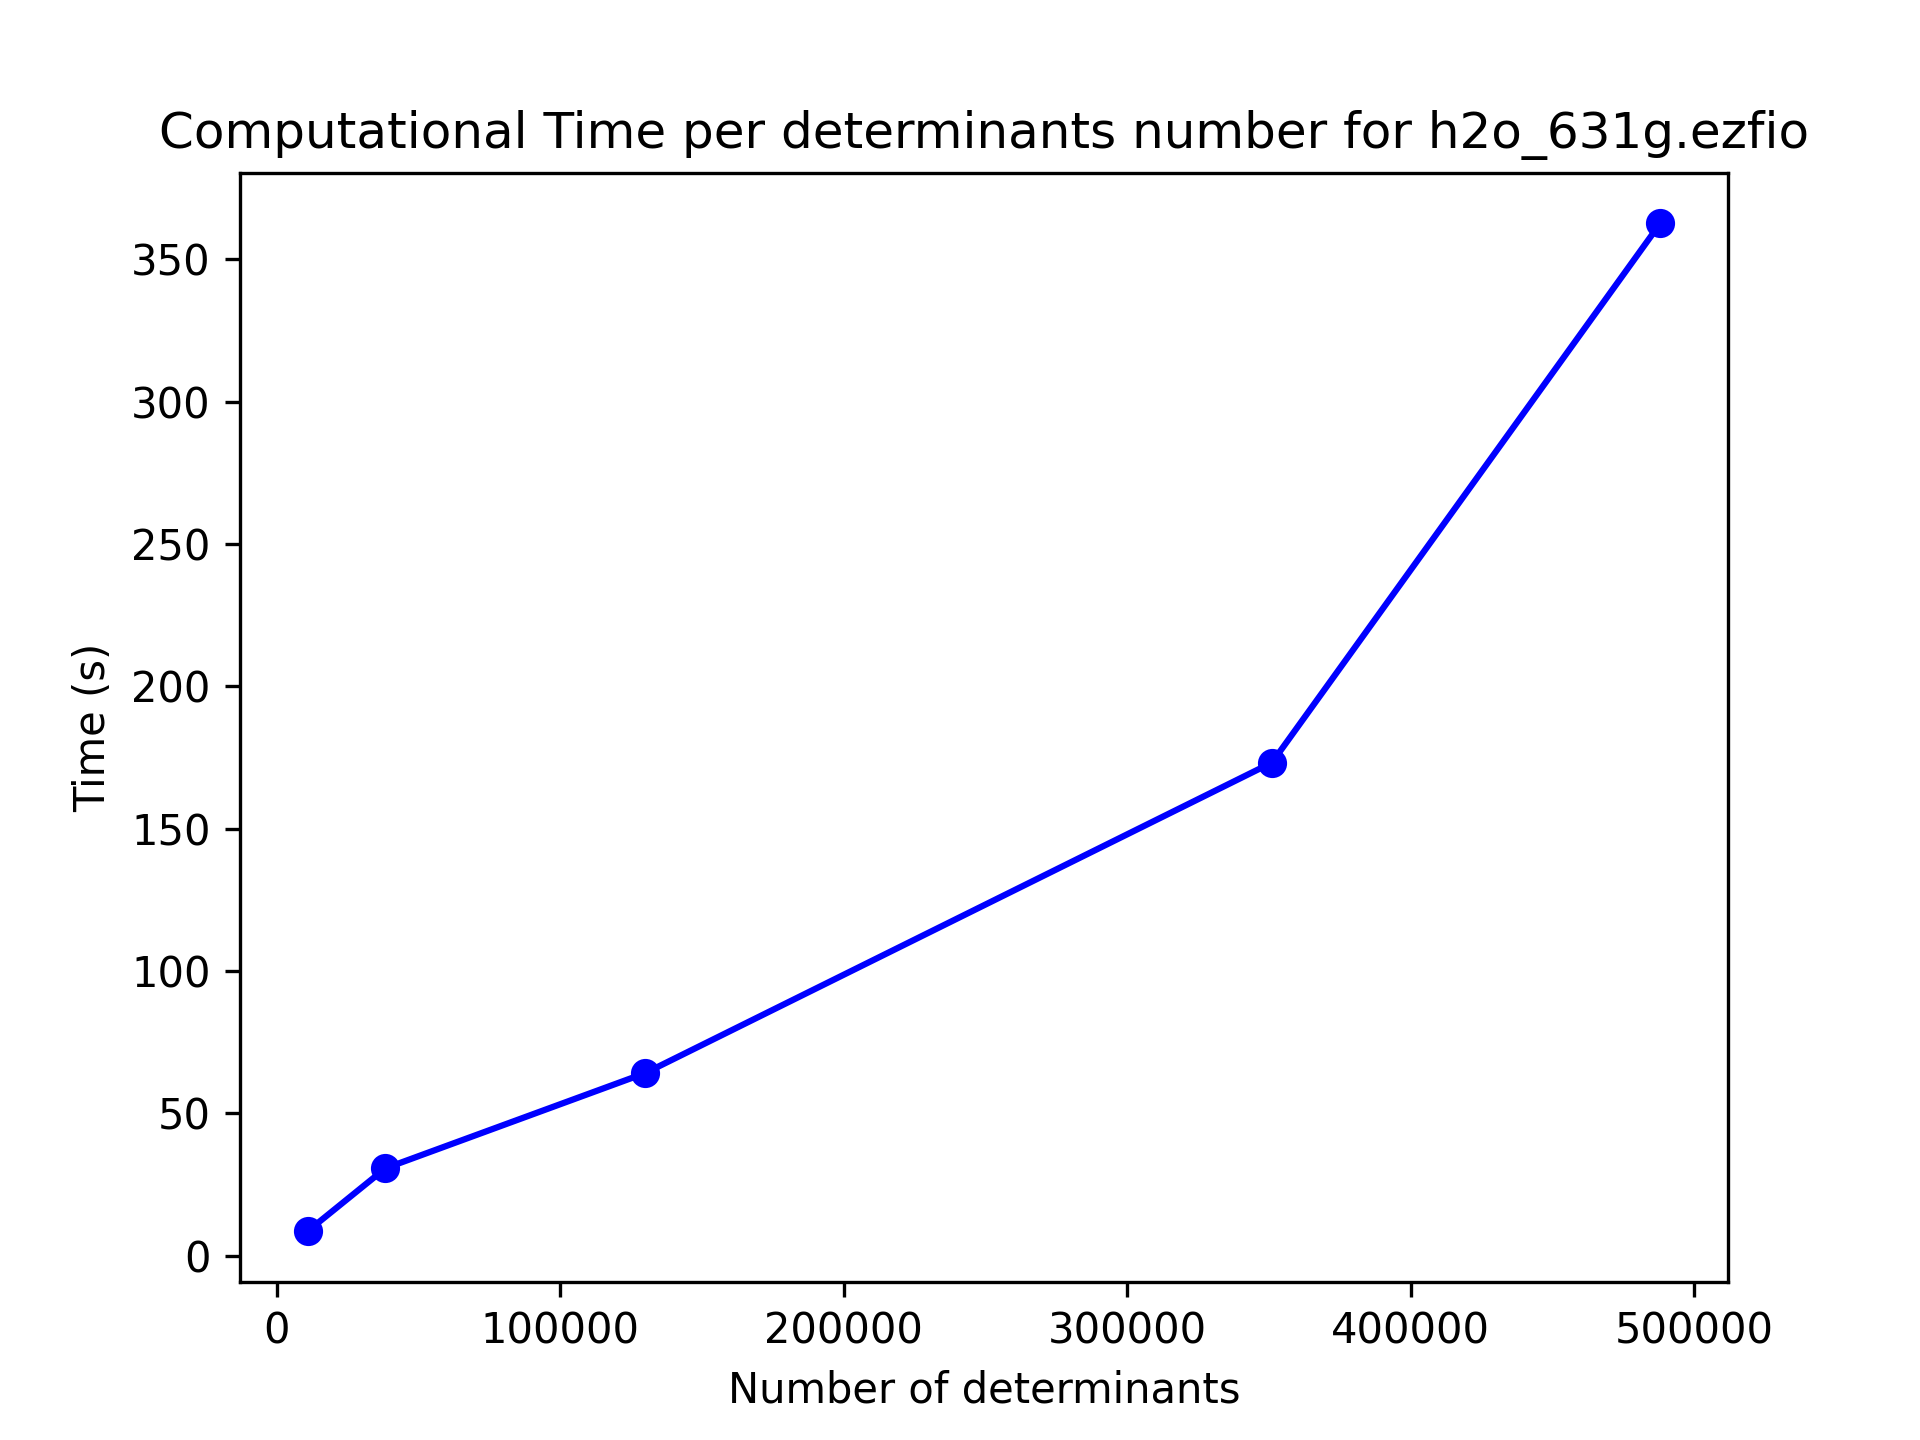 Computational Time per determinants number for h2o_631g.ezfio
350
300
250
200
150
100
50
0
Time (s)
0 100000 200000 300000 400000 500000
Number of determinants